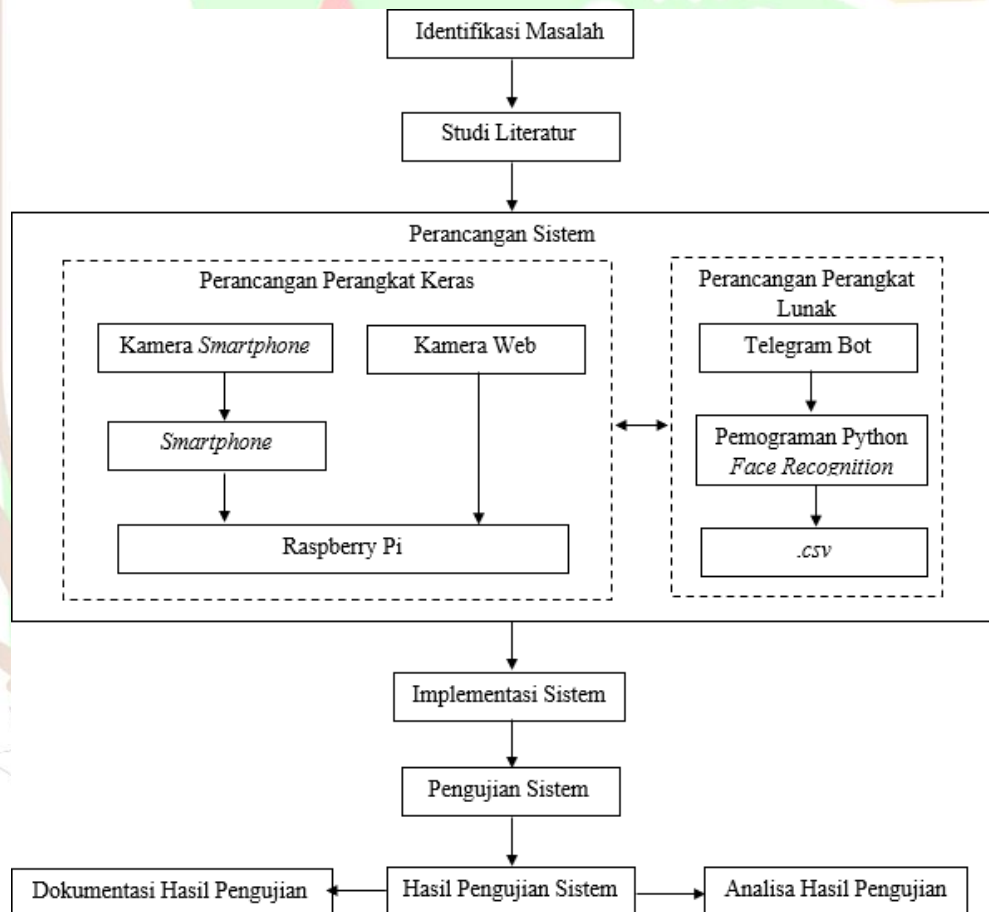 Identifikasi Masalah
Studi Literatur
Perancangan Sistem
Perancangan Perangkat Keras
Kamera Smartphone
Kamera Web
Smartphone
Raspberry Pi
Perancangan Perangkat
Lunak
Telegram Bot
Pemograman Python
Face Recognition
.csv
Implementasi Sistem
Pengujian Sistem
Dokumentasi Hasil Pengujian
Hasil Pengujian Sistem
Analisa Hasil Pengujian